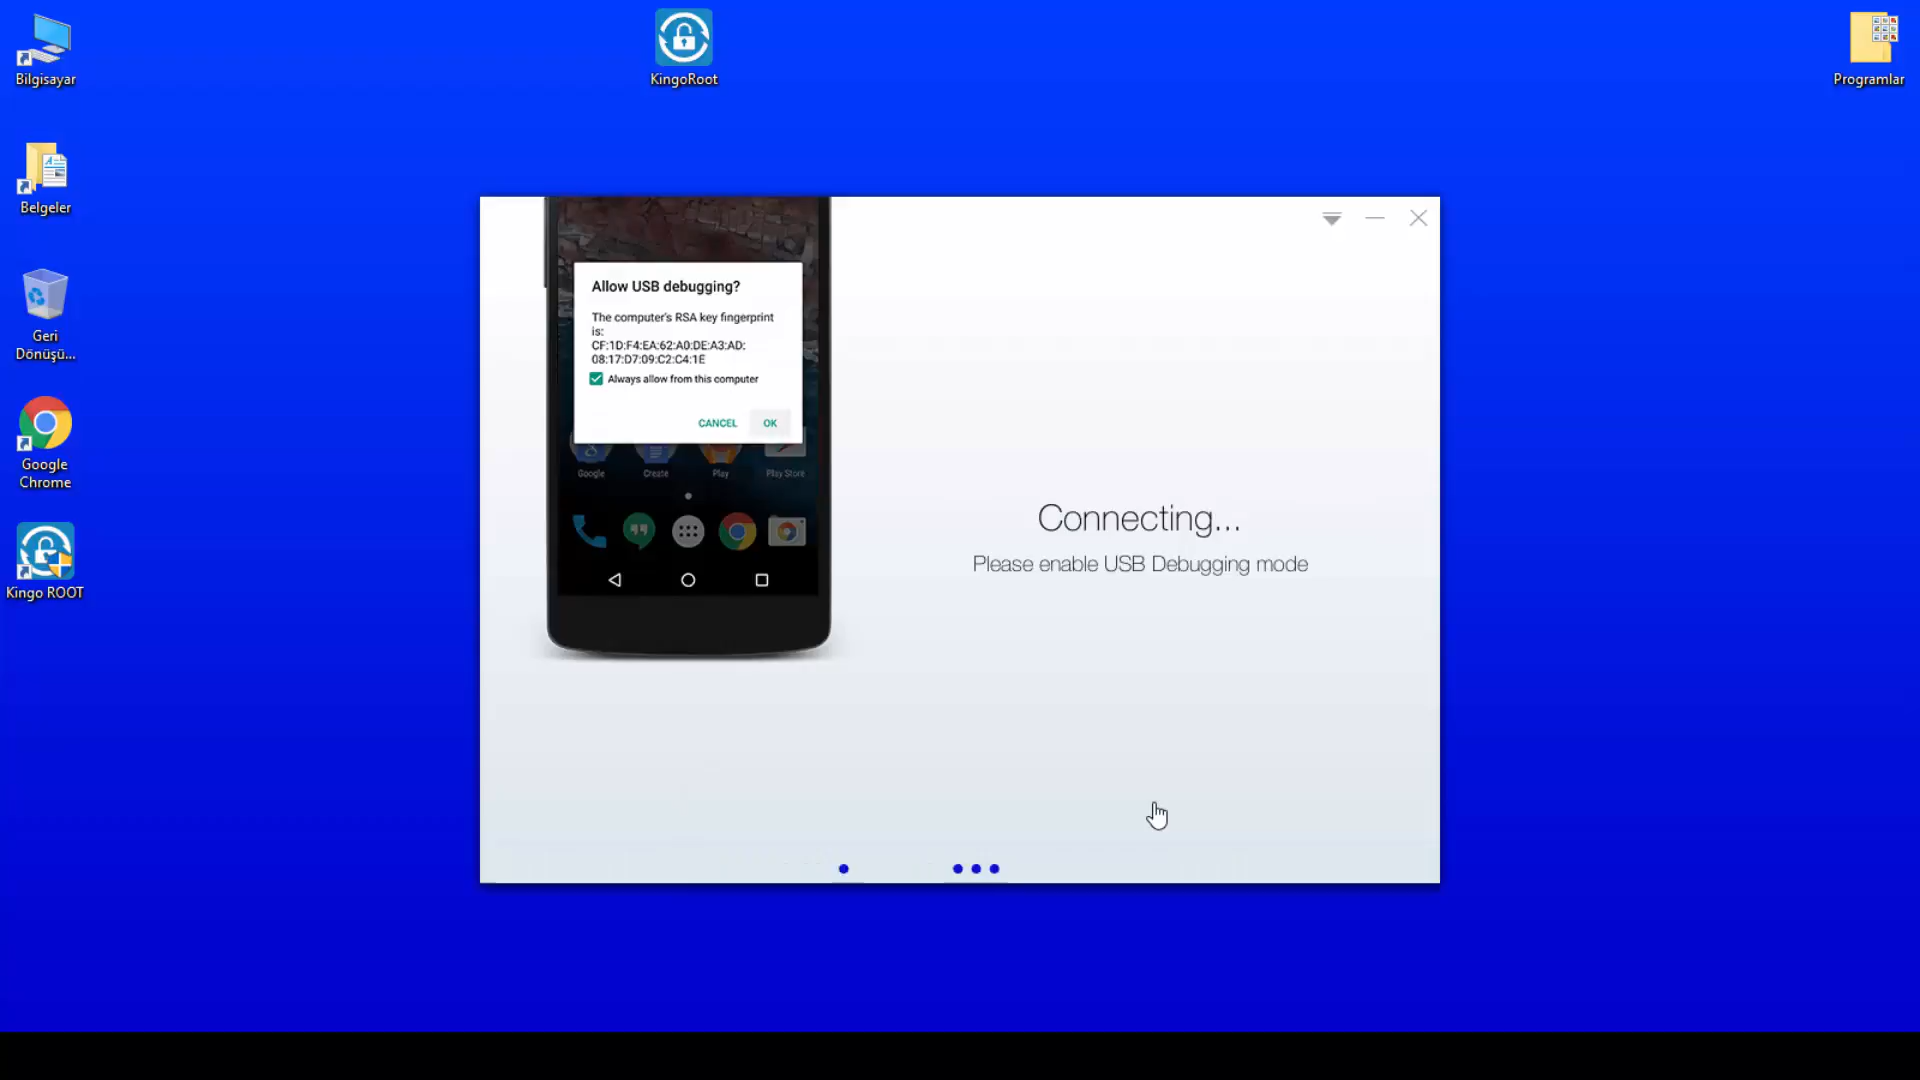 Bilgisayar
KingoRoot
Programlar
Belgeler
Geri
Dönüşü...
Google
Chrome
Kingo ROOT
Allow USB debugging?
The computer's RSA key fingerprint
is:
CF:1D:F4:EA:62:A0:DE:A3:AD:
08:17:D7:09:C2:C4:1E
Always allow from this computer
CANCEL OK
Google Create Play Play Store
Connecting...
Please enable USB Debugging mode